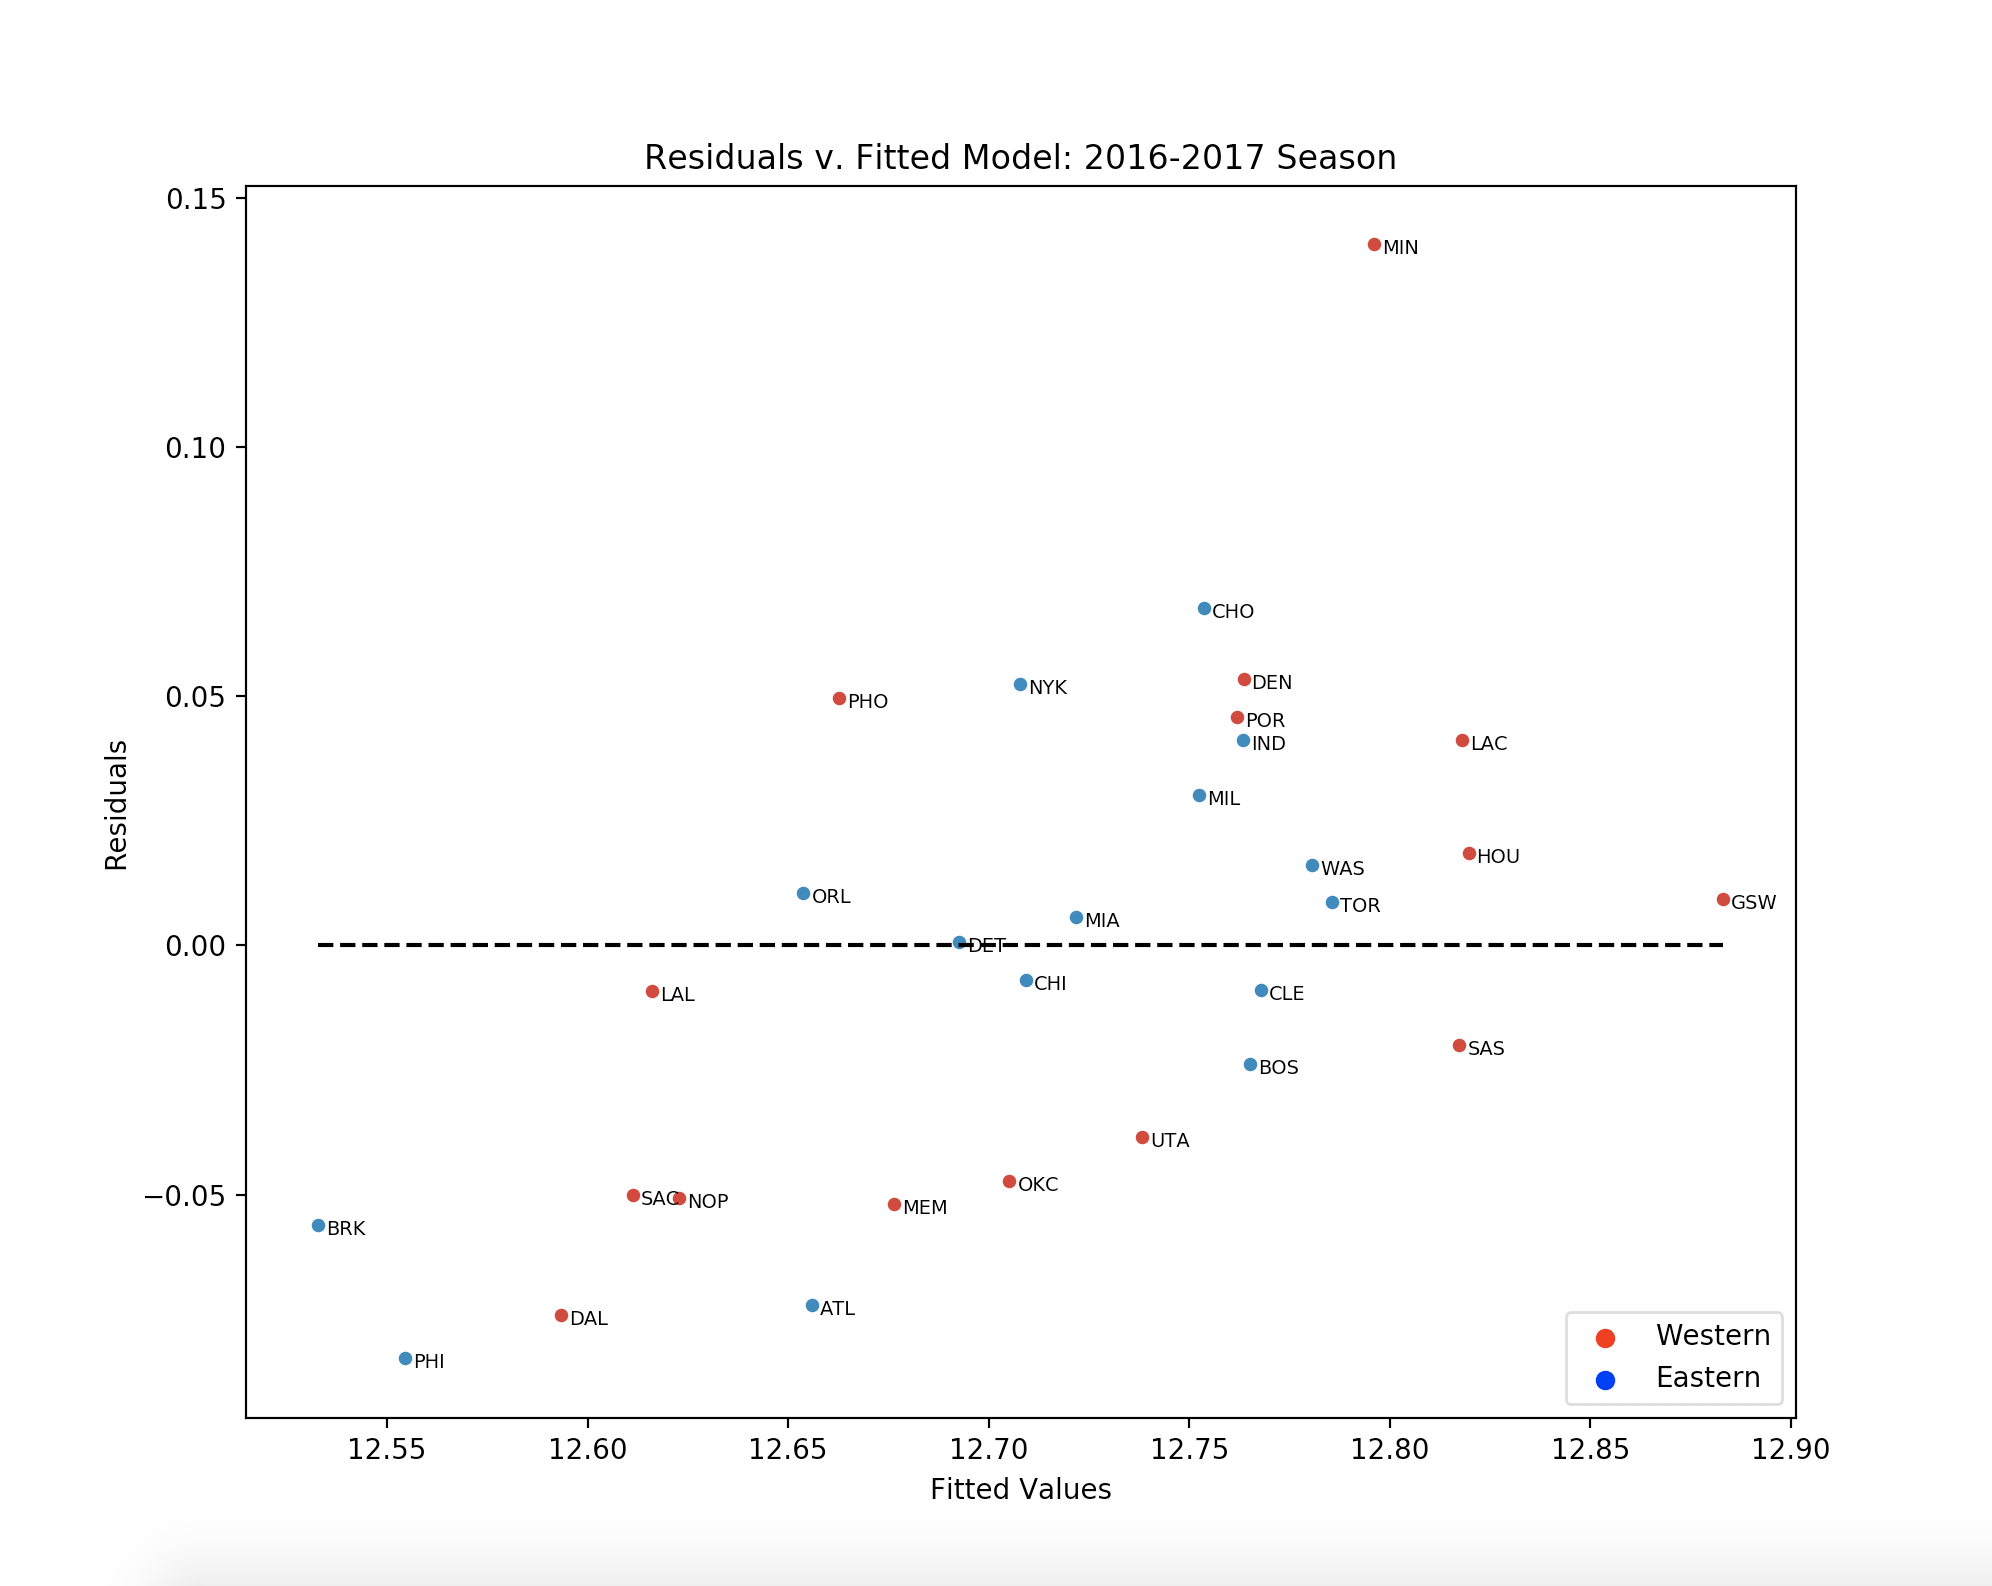 Residuals v. Fitted Model: 2016-2017 Season
0.15
MIN
0.10
CHO
DEN
NYK
0.05
PHO
POR
IND
LAC
MIL
HOU
WAS
ORL
TOR
GSW
MIA
0.00
DET
CHI
LAL
CLE
SAS
BOS
UTA
OKC
−0.05
SAC
NOP
MEM
BRK
ATL
DAL
PHI
Residuals
Western
Eastern
12.55 12.60 12.65 12.70 12.75 12.80 12.85 12.90
Fitted Values